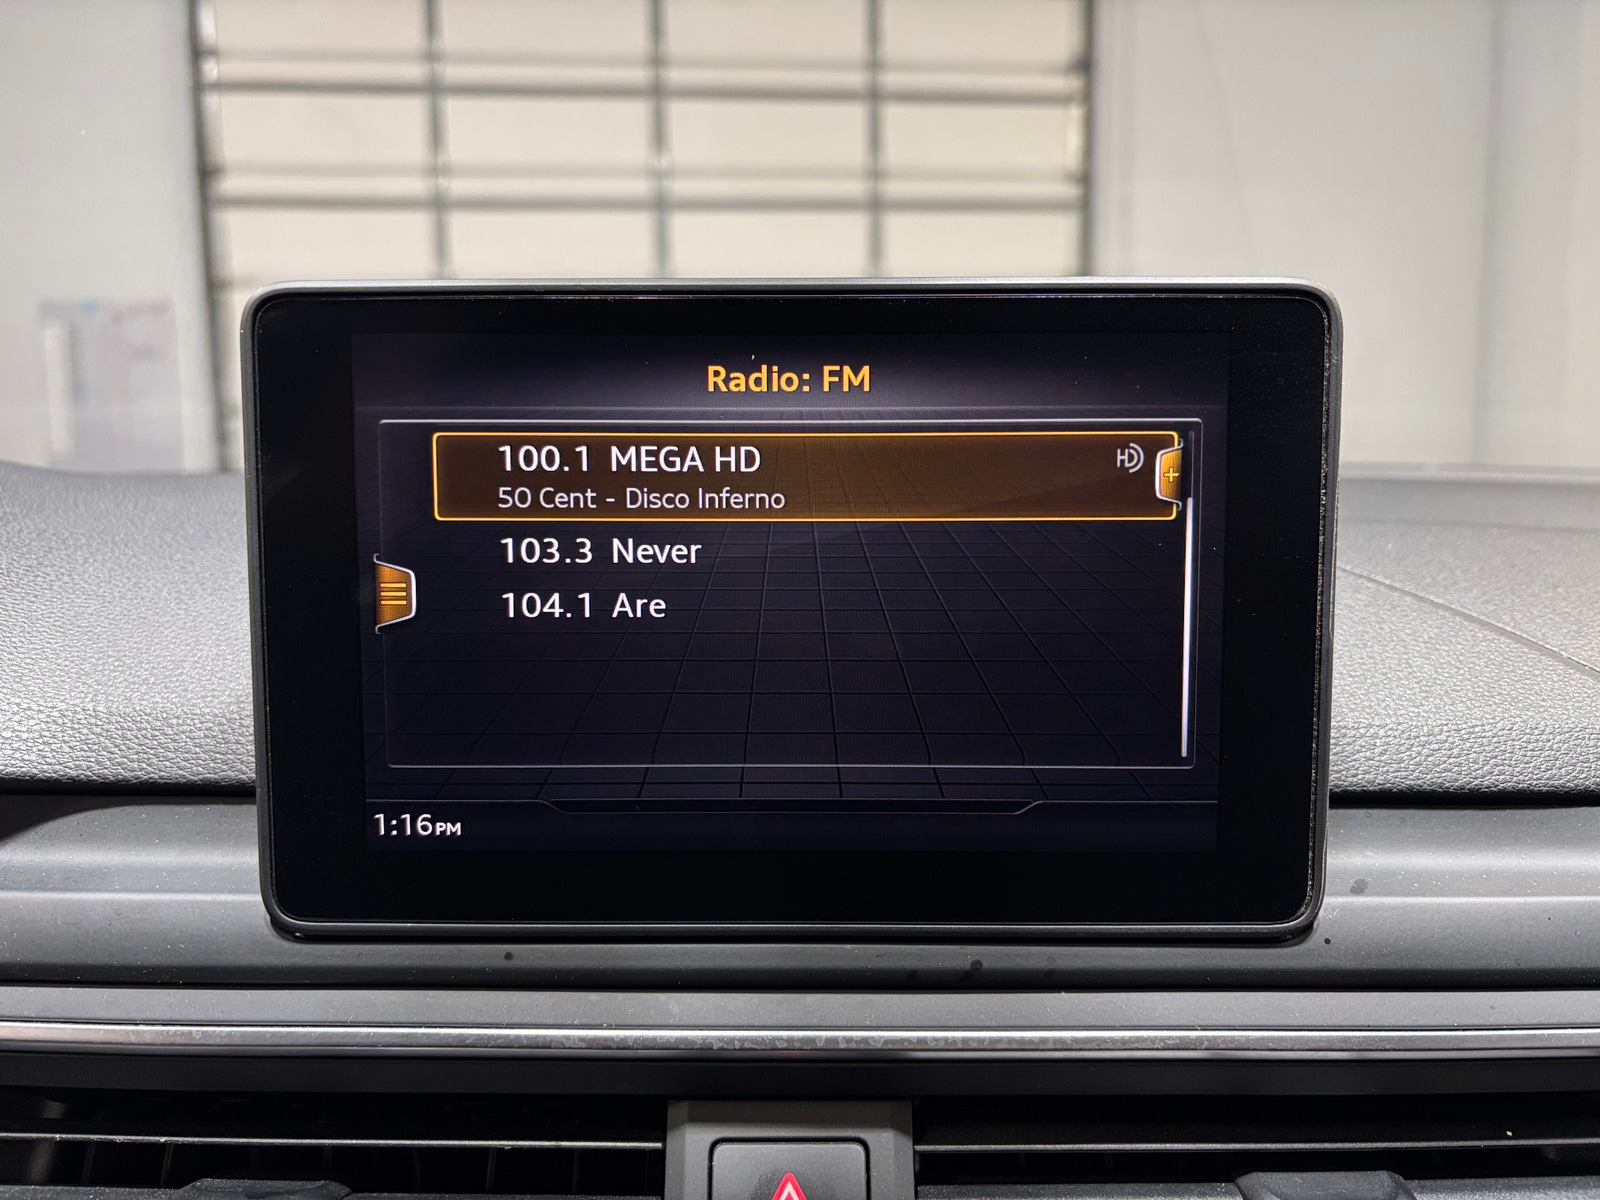 Radio: FM
100.1 MEGA HD
50 Cent - Disco Inferno
103.3 Never
104.1 Are
1:16PM